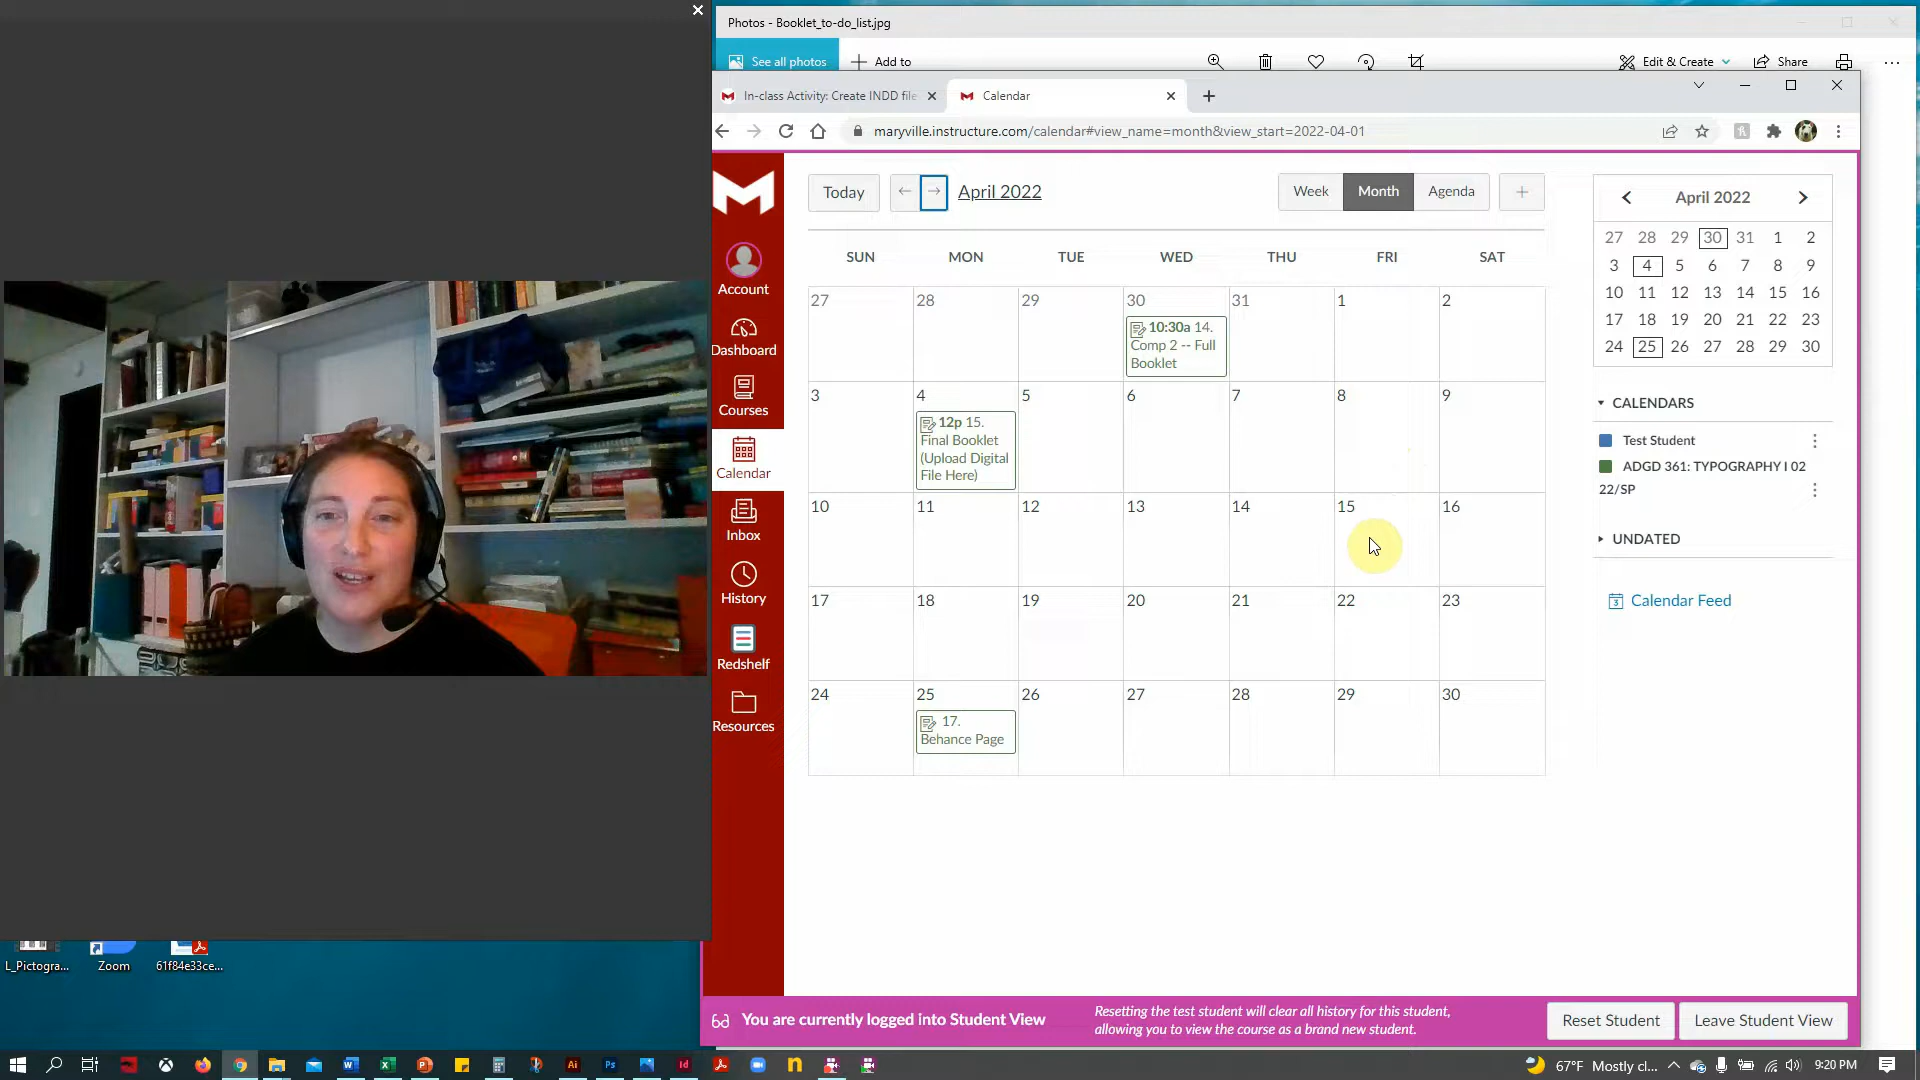 Photos - Booklet_to-do_list.jpg
See all photos
Add to
Edit & Create
Share
In-class Activity: Create INDD file
Calendar
maryville.instructure.com/calendar#view_name=month&view_start=2022-04-01
Account
Dashboard
Courses
Calendar
Inbox
History
Redshelf
Resources
Today
April 2022
Week
Month
Agenda
SUN MON TUE WED THU FRI SAT
27 28 29 30 31 1 2
10:30a 14.
Comp 2 -- Full
Booklet
3 4 5 6 7 8 9
12p 15.
Final Booklet
(Upload Digital
File Here)
10 11 12 13 14 15 16
17 18 19 20 21 22 23
24 25 26 27 28 29 30
17.
Behance Page
April 2022
27 28 29 30 31 1 2
3 4 5 6 7 8 9
10 11 12 13 14 15 16
17 18 19 20 21 22 23
24 25 26 27 28 29 30
CALENDARS
Test Student
ADGD 361: TYPOGRAPHY I 02
22/SP
UNDATED
3
Calendar Feed
L_Pictogra...
Zoom
61f84e33ce...
You are currently logged into Student View
Resetting the test student will clear all history for this student,
allowing you to view the course as a brand new student.
Reset Student
Leave Student View
Ai
Ps
Id
67°F Mostly cl...
9:20 PM